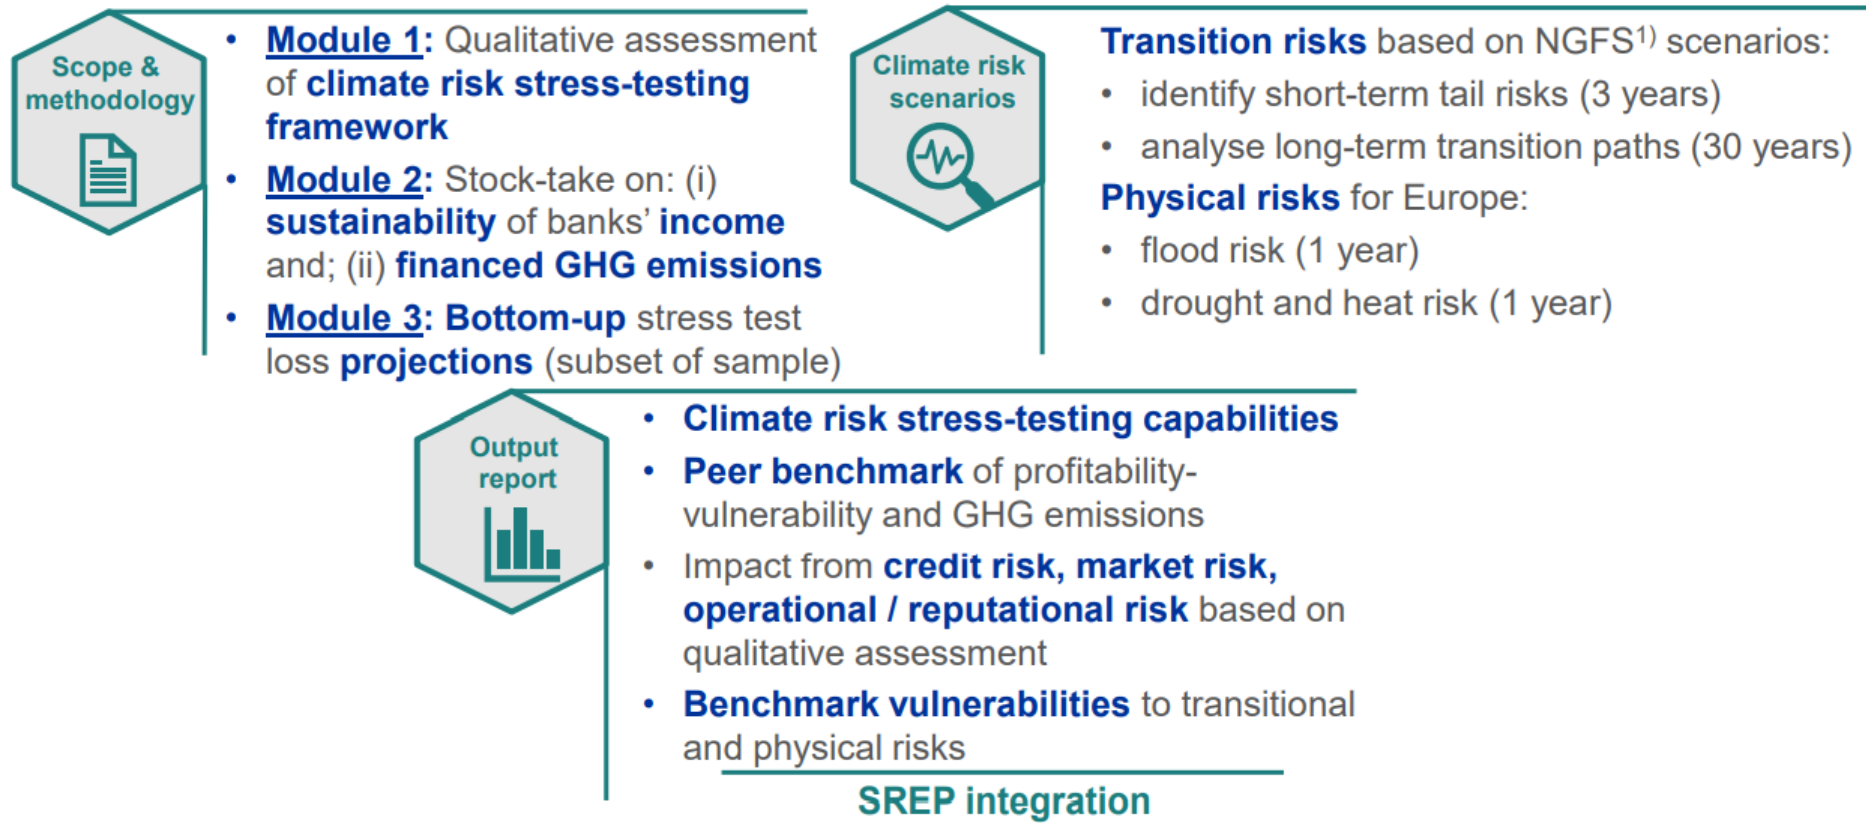 Scope &
methodology
• Module 1: Qualitative assessment
of climate risk stress-testing
framework
• Module 2: Stock-take on: (i)
sustainability of banks’ income
and; (ii) financed GHG emissions
• Module 3: Bottom-up stress test
loss projections (subset of sample)
Climate risk
scenarios
Transition risks based on NGFS1) scenarios:
• identify short-term tail risks (3 years)
• analyse long-term transition paths (30 years)
Physical risks for Europe:
• flood risk (1 year)
• drought and heat risk (1 year)
Output
report
• Climate risk stress-testing capabilities
• Peer benchmark of profitability-
vulnerability and GHG emissions
• Impact from credit risk, market risk,
operational / reputational risk based on
qualitative assessment
• Benchmark vulnerabilities to transitional
and physical risks
SREP integration